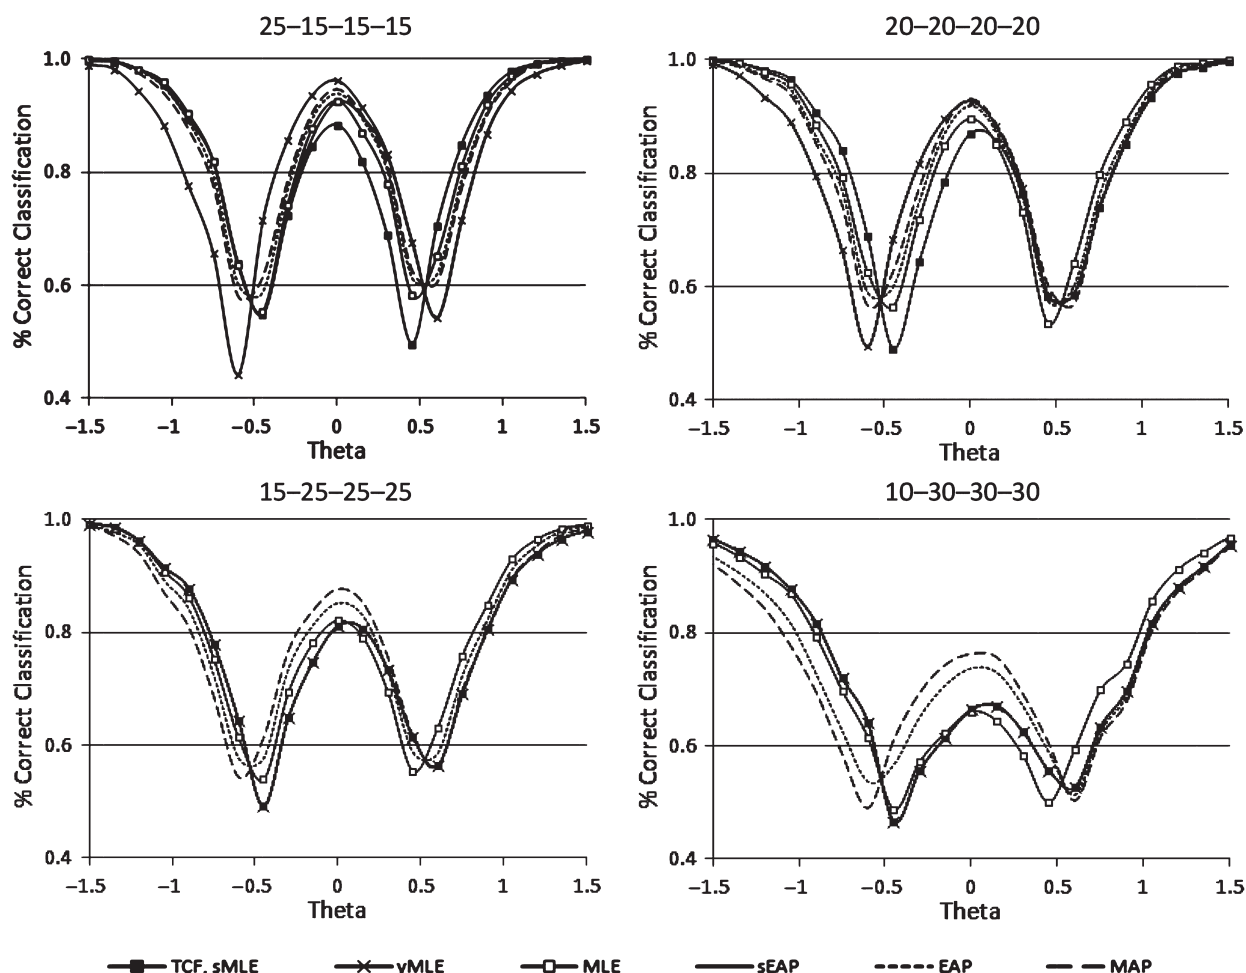 25–15–15–15
1.0
0.8
0.6
0.4
% Correct Classification
–1.5 –1 –0.5 0 0.5 1 1.5
Theta
20–20–20–20
1.0
0.8
0.6
0.4
% Correct Classification
–1.5 –1 –0.5 0 0.5 1 1.5
Theta
15–25–25–25
1.0
0.8
0.6
0.4
% Correct Classification
–1.5 –1 –0.5 0 0.5 1 1.5
Theta
10–30–30–30
1.0
0.8
0.6
0.4
% Correct Classification
–1.5 –1 –0.5 0 0.5 1 1.5
Theta
TCF, sMLE vMLE MLE sEAP EAP MAP